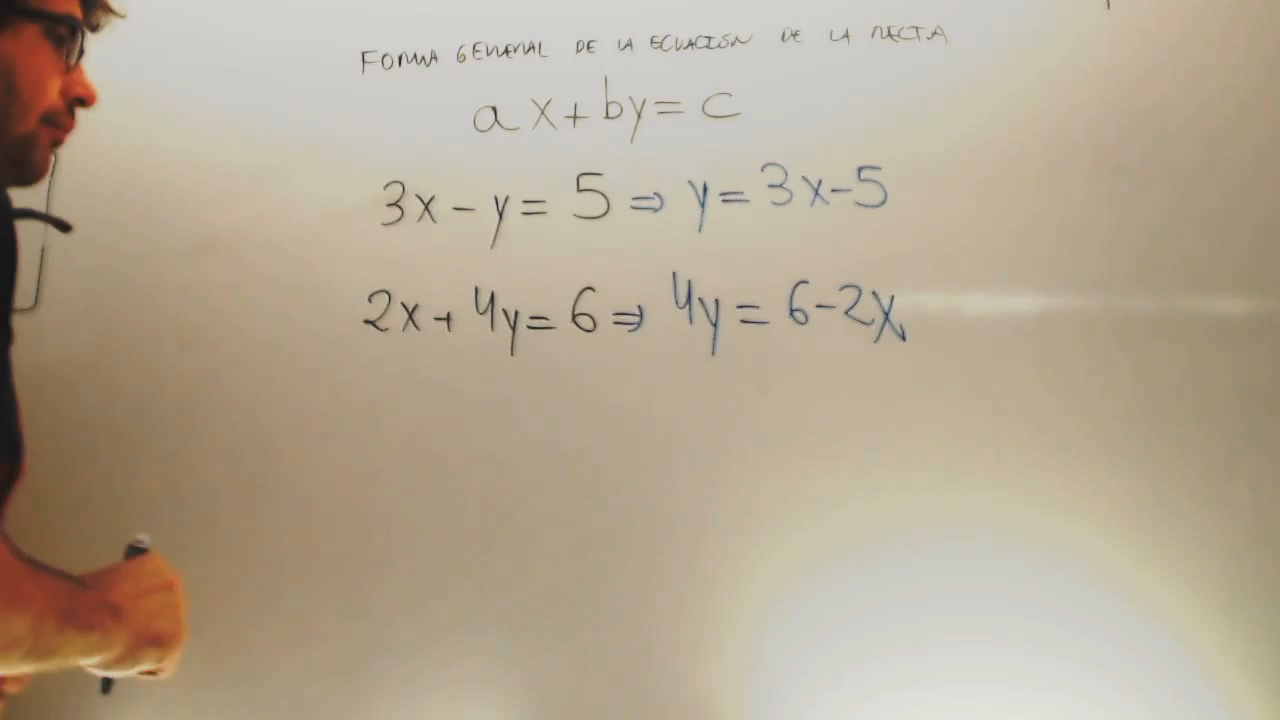 FORMA GENERAL DE LA ECUACIÓN DE LA RECTA
ax+by=c
3x-y=5⇒y=3x-5
2x+4y=6⇒4y=6-2x